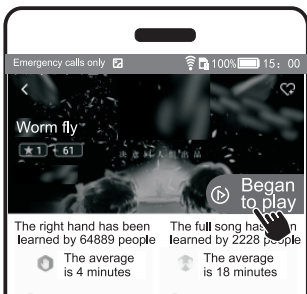 Emergency calls only 100% 15:00
Worm fly
★1 - 61
Began
to play
The right hand has been
learned by 64889 people
The average
is 4 minutes
The full song has been
learned by 2228 people
The average
is 18 minutes